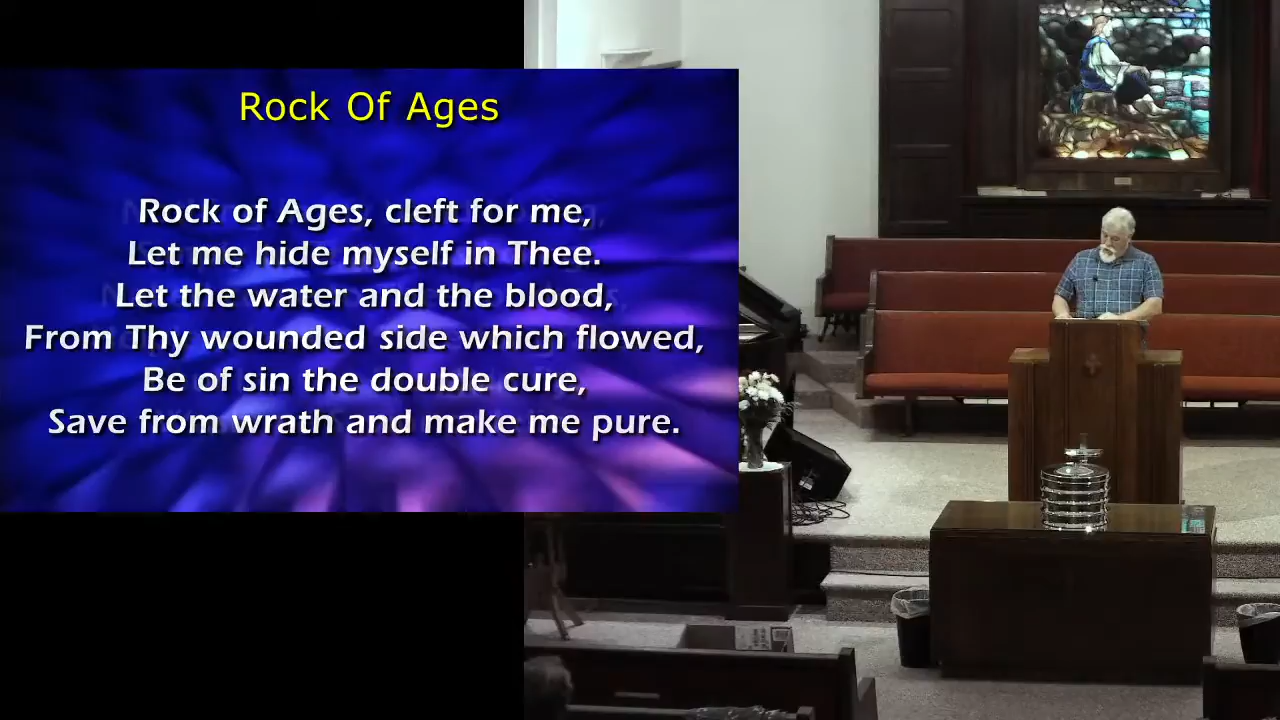 Rock Of Ages
Rock of Ages, cleft for me,
Let me hide myself in Thee.
Let the water and the blood,
From Thy wounded side which flowed,
Be of sin the double cure,
Save from wrath and make me pure.